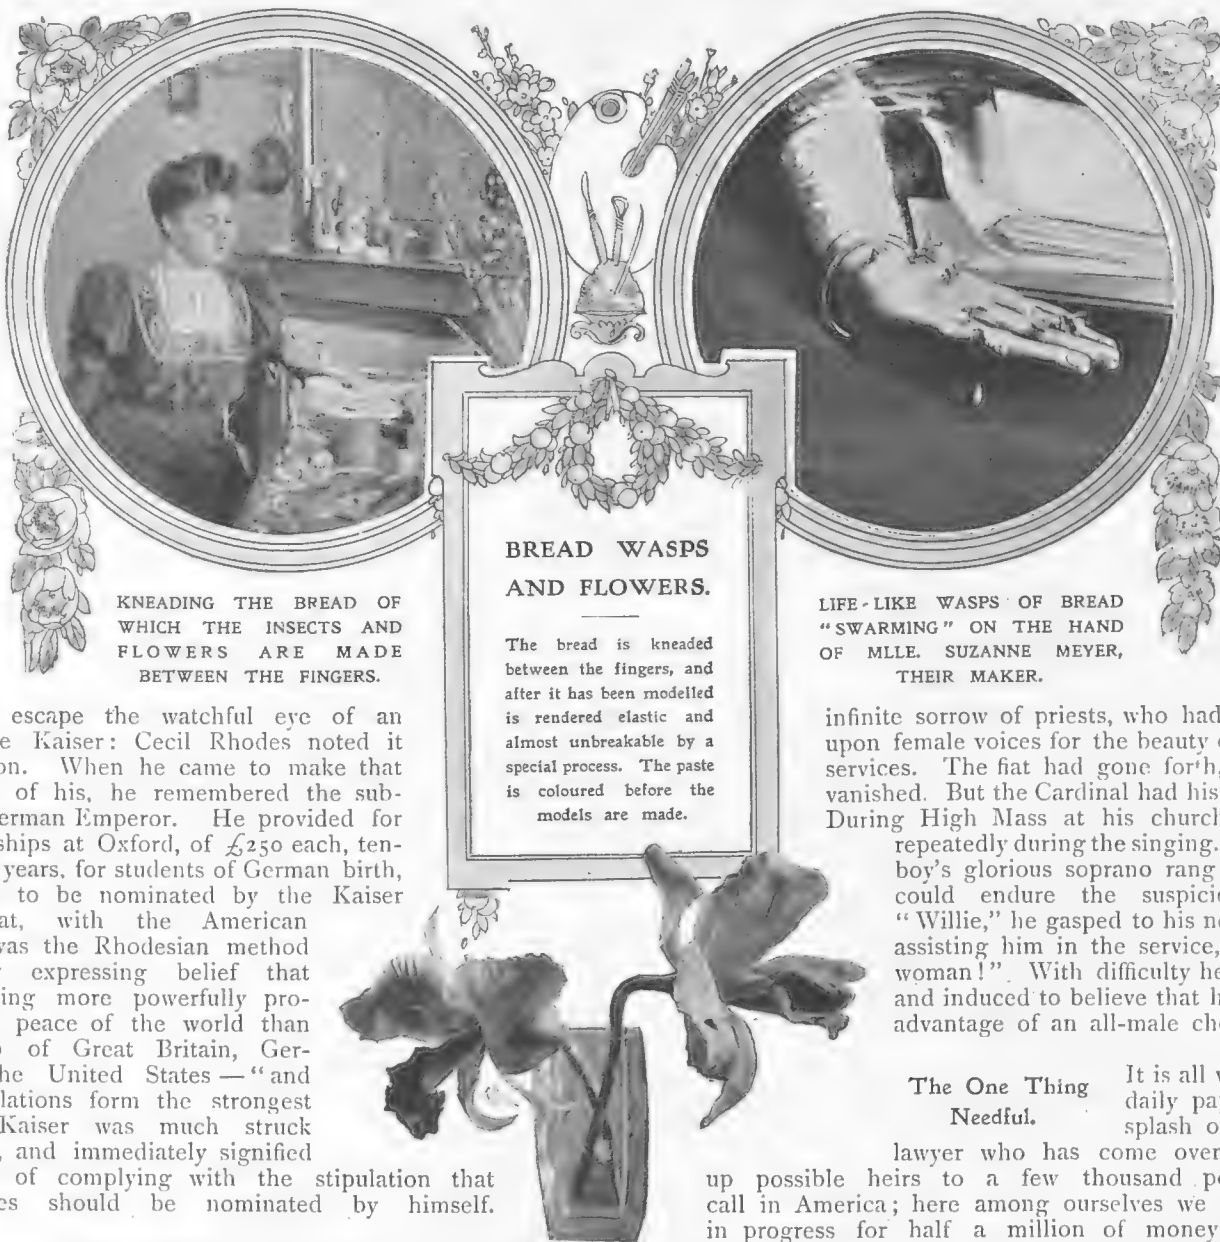 KNEADING THE BREAD OF
WHICH THE INSECTS AND
FLOWERS ARE MADE
BETWEEN THE FINGERS.
BREAD WASPS
AND FLOWERS.
The bread is kneaded
between the fingers, and
after it has been modelled
is rendered elastic and
almost unbreakable by a
special process. The paste
is coloured before the
models are made.
LIFE-LIKE WASPS OF BREAD
"SWARMING" ON THE HAND
OF MLLE. SUZANNE MEYER,
THEIR MAKER.
escape the watchful eye of an
e Kaiser: Cecil Rhodes noted it
on. When he came to make that
of his, he remembered the sub-
erman Emperor. He provided for
ships at Oxford, of £250 each, ten-
years, for students of German birth,
to be nominated by the Kaiser
at, with the American
was the Rhodesian method
expressing belief that
ing more powerfully pro-
peace of the world than
of Great Britain, Ger-
he United States — "and
lations form the strongest
Kaiser was much struck
, and immediately signified
of complying with the stipulation that
es should be nominated by himself.
infinite sorrow of priests, who had
upon female voices for the beauty
services. The fiat had gone forth,
vanished. But the Cardinal had his
During High Mass at his church
repeatedly during the singing.
boy's glorious soprano rang
could endure the suspici
"Willie," he gasped to his ne
assisting him in the service,
woman!" With difficulty he
and induced to believe that h
advantage of an all-male ch
The One Thing
Needful.
It is all
daily pa
splash o
lawyer who has come over
up possible heirs to a few thousand po
call in America; here among ourselves we
in progress for half a million of money